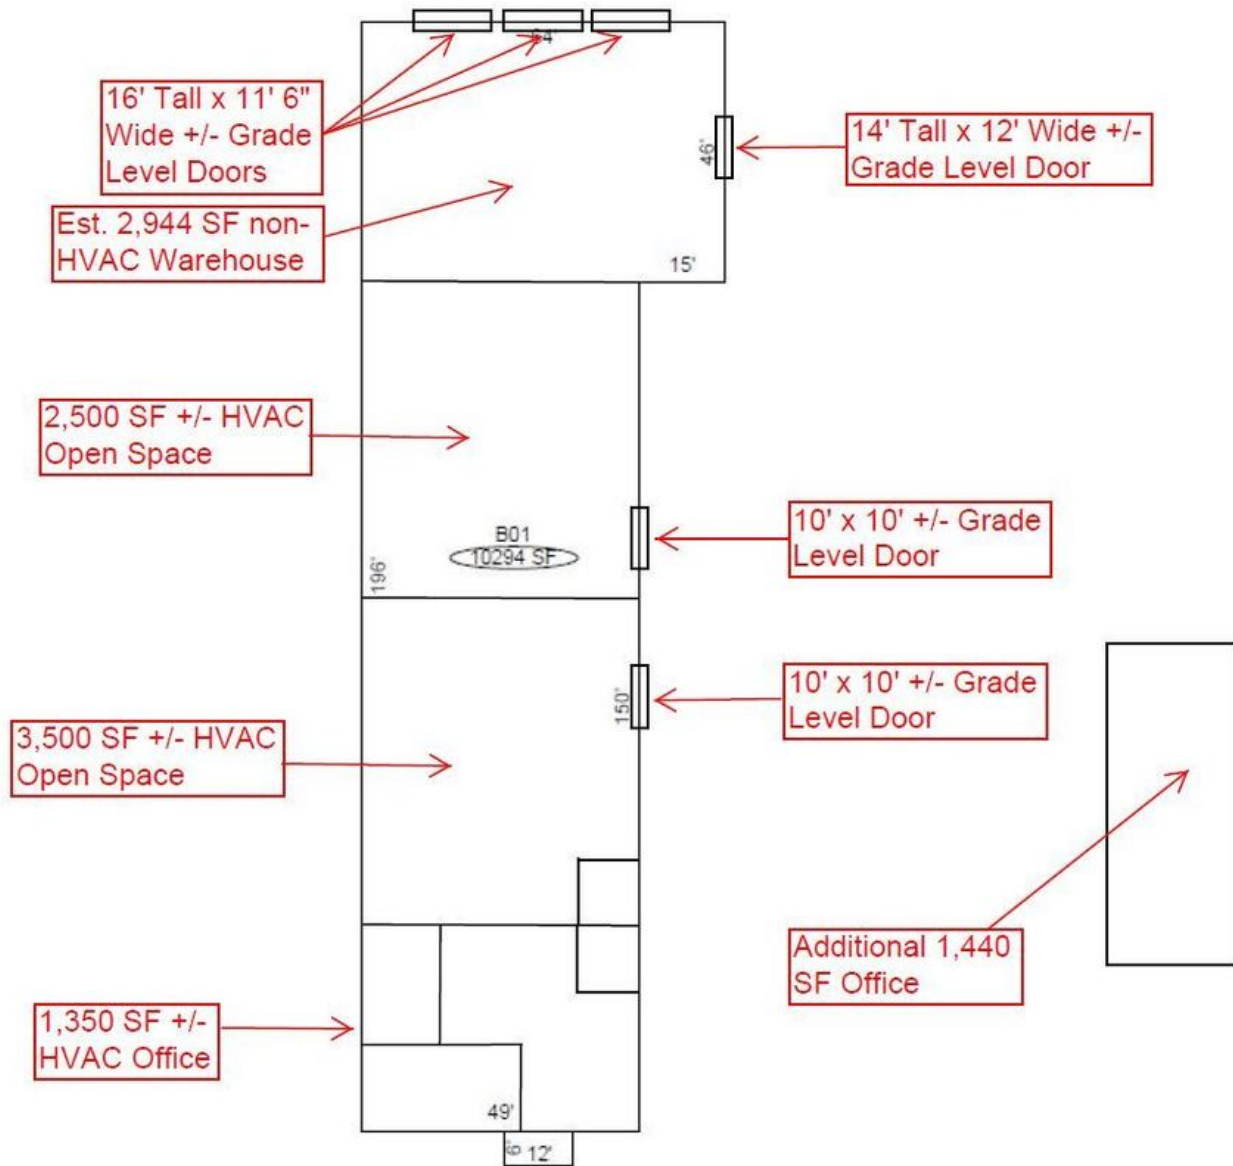 64'
16' Tall x 11' 6"
Wide +/- Grade
Level Doors
14' Tall x 12' Wide +/-
Grade Level Door
46'
Est. 2,944 SF non-
HVAC Warehouse
15'
2,500 SF +/- HVAC
Open Space
10' x 10' +/- Grade
Level Door
B01
10294 SF
196'
10' x 10' +/- Grade
Level Door
150'
3,500 SF +/- HVAC
Open Space
Additional 1,440
SF Office
1,350 SF +/-
HVAC Office
49'
6'
12'